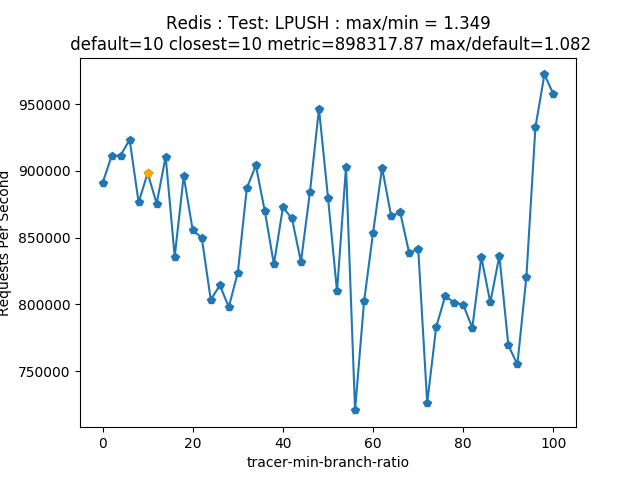 Redis : Test: LPUSH : max/min = 1.349
default=10 closest=10 metric=898317.87 max/default=1.082
950000
900000
850000
800000
750000
Requests Per Second
0 20 40 60 80 100
tracer-min-branch-ratio